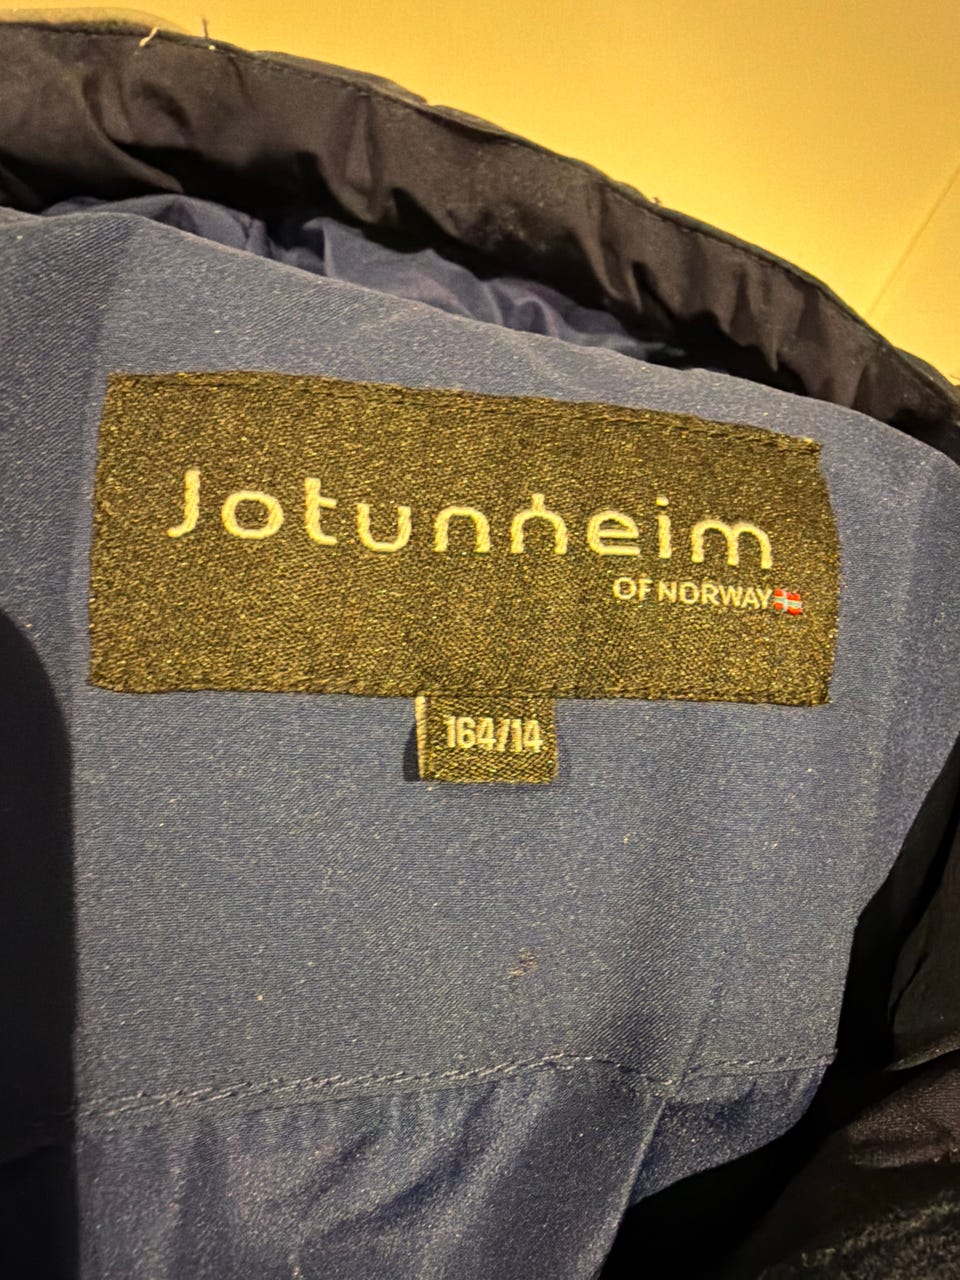 Jotunheim
OF NORWAY
164/14